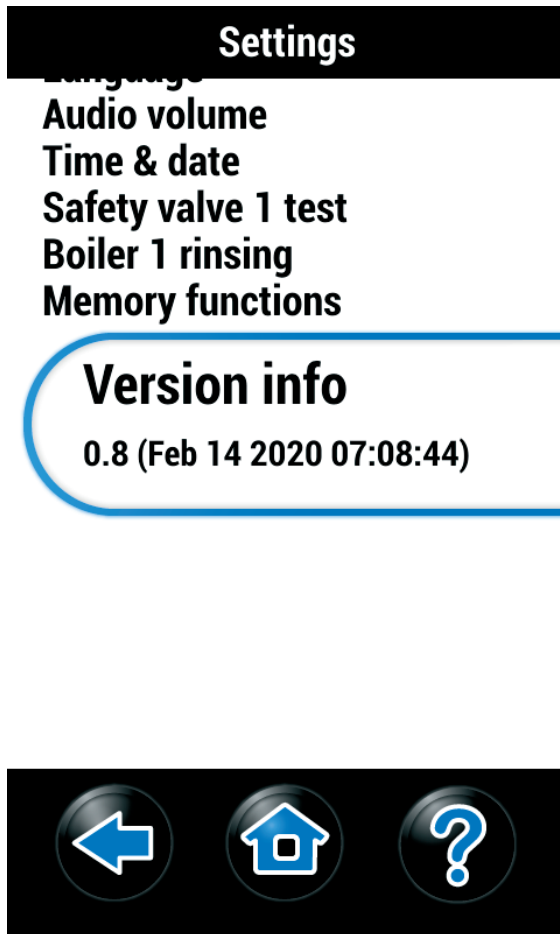 Settings
Language
Audio volume
Time & date
Safety valve 1 test
Boiler 1 rinsing
Memory functions
Version info
0.8 (Feb 14 2020 07:08:44)